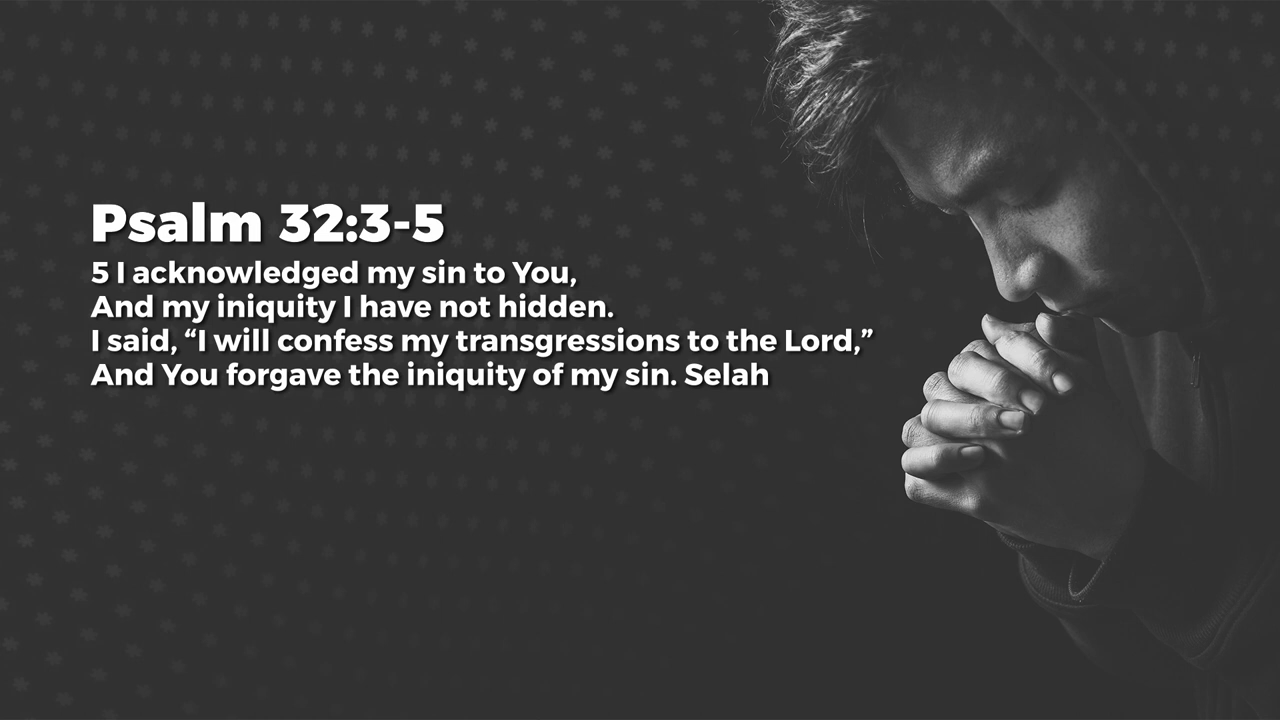 Psalm 32:3-5
5 I acknowledged my sin to You,
And my iniquity I have not hidden.
I said, “I will confess my transgressions to the Lord,”
And You forgave the iniquity of my sin. Selah